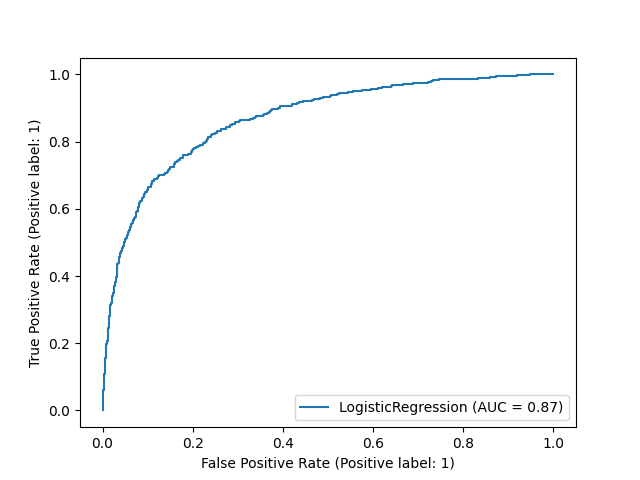 1.0
0.8
0.6
0.4
0.2
0.0
True Positive Rate (Positive label: 1)
LogisticRegression (AUC = 0.87)
0.0 0.2 0.4 0.6 0.8 1.0
False Positive Rate (Positive label: 1)